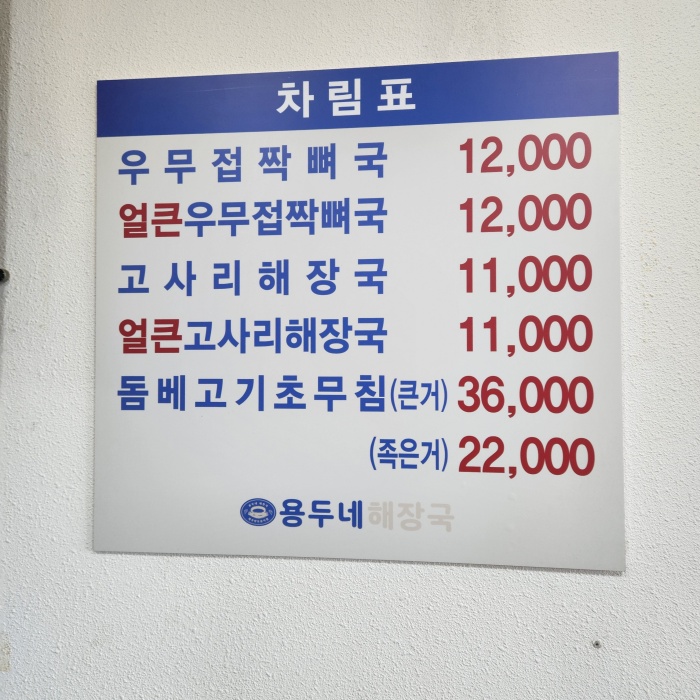 차림표
우무접짝뼈국 12,000
얼큰우무접짝뼈국 12,000
고사리해장국 11,000
얼큰고사리해장국 11,000
돔베고기초무침(큰거) 36,000
(족은거) 22,000
용두네해장국